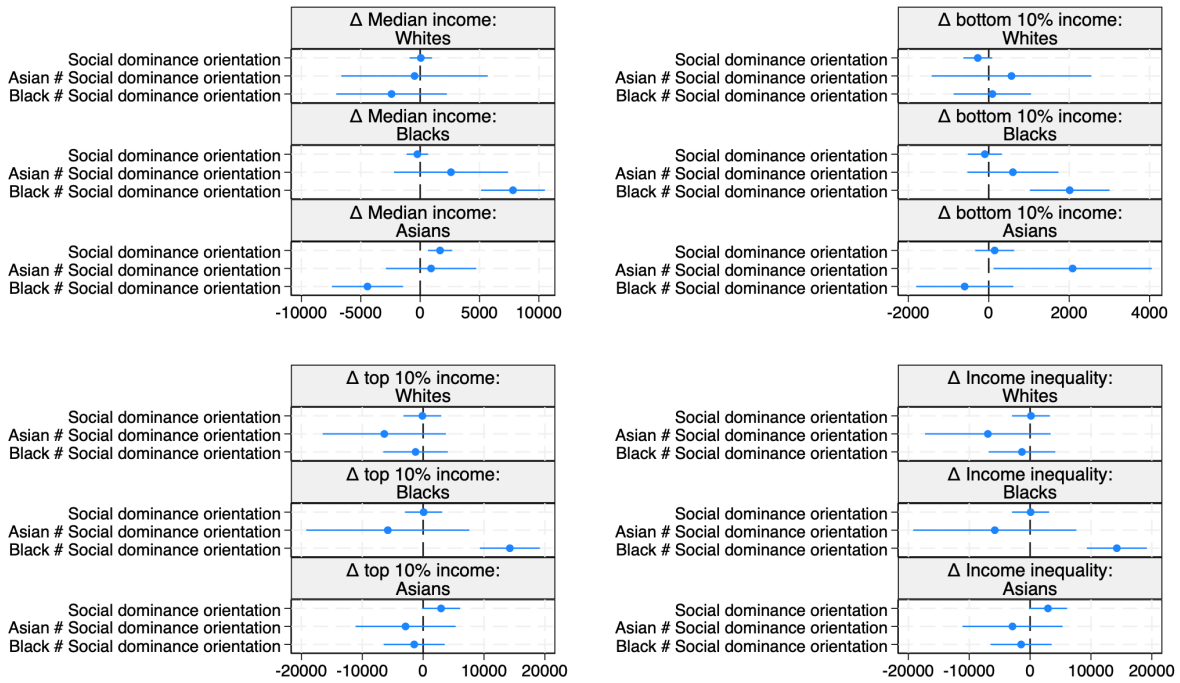 Δ Median income:
Whites
Social dominance orientation
Asian # Social dominance orientation
Black # Social dominance orientation
Δ Median income:
Blacks
Social dominance orientation
Asian # Social dominance orientation
Black # Social dominance orientation
Δ Median income:
Asians
Social dominance orientation
Asian # Social dominance orientation
Black # Social dominance orientation
-10000 -5000 0 5000 10000
Δ bottom 10% income:
Whites
Social dominance orientation
Asian # Social dominance orientation
Black # Social dominance orientation
Δ bottom 10% income:
Blacks
Social dominance orientation
Asian # Social dominance orientation
Black # Social dominance orientation
Δ bottom 10% income:
Asians
Social dominance orientation
Asian # Social dominance orientation
Black # Social dominance orientation
-2000 0 2000 4000
Δ top 10% income:
Whites
Social dominance orientation
Asian # Social dominance orientation
Black # Social dominance orientation
Δ top 10% income:
Blacks
Social dominance orientation
Asian # Social dominance orientation
Black # Social dominance orientation
Δ top 10% income:
Asians
Social dominance orientation
Asian # Social dominance orientation
Black # Social dominance orientation
-20000 -10000 0 10000 20000
Δ Income inequality:
Whites
Social dominance orientation
Asian # Social dominance orientation
Black # Social dominance orientation
Δ Income inequality:
Blacks
Social dominance orientation
Asian # Social dominance orientation
Black # Social dominance orientation
Δ Income inequality:
Asians
Social dominance orientation
Asian # Social dominance orientation
Black # Social dominance orientation
-20000 -10000 0 10000 20000